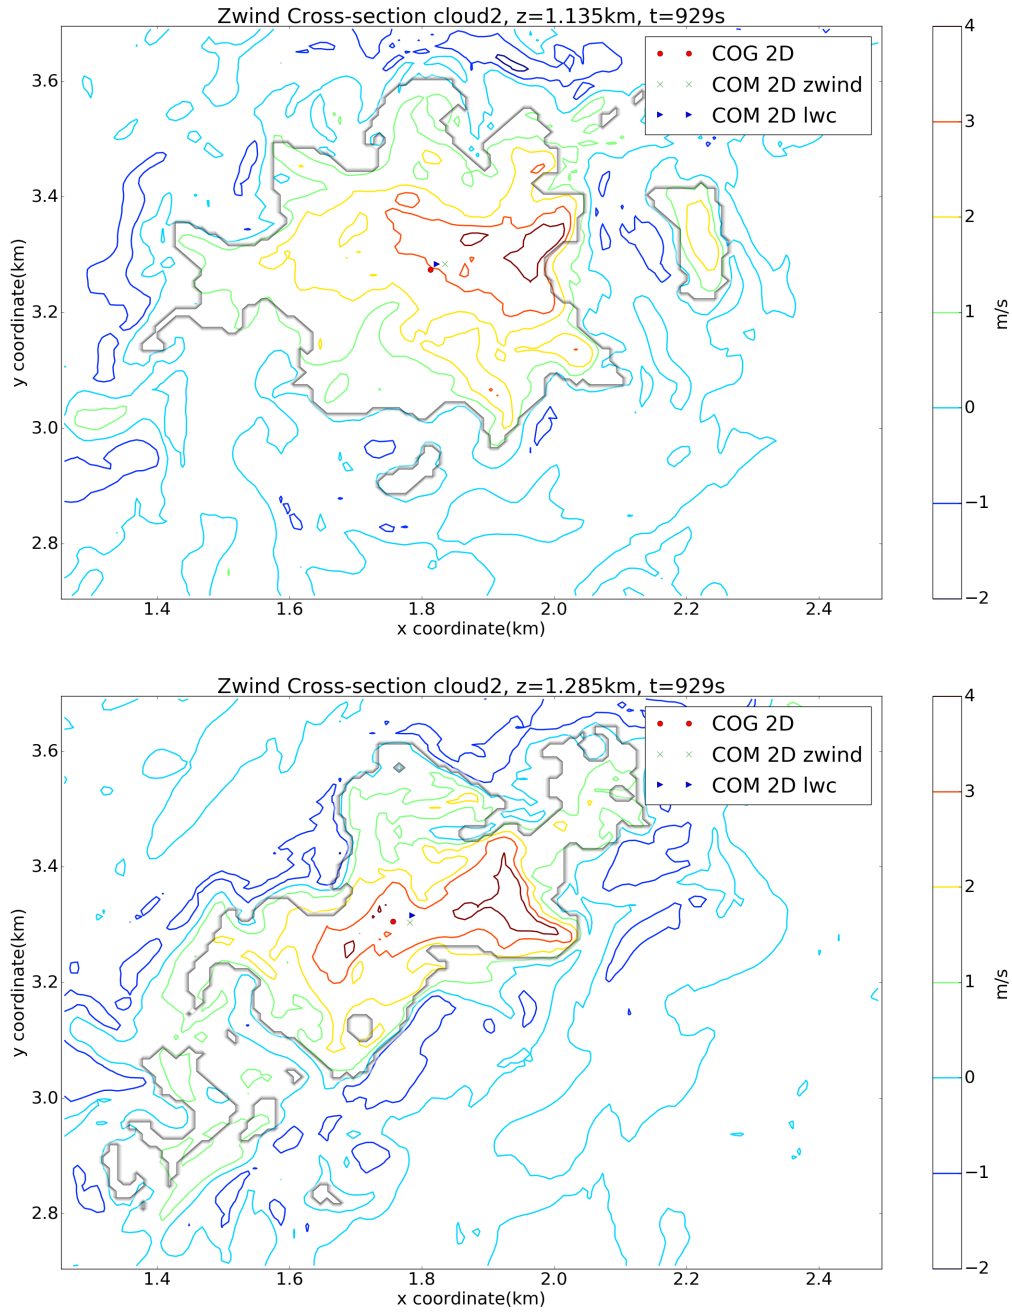 Zwind Cross-section cloud2, z=1.135km, t=929s
COG 2D
COM 2D zwind
COM 2D lwc
3.6
3.4
3.2
3.0
2.8
y coordinate(km)
1.4 1.6 1.8 2.0 2.2 2.4
x coordinate(km)
4
3
2
1
0
−1
−2
m/s
Zwind Cross-section cloud2, z=1.285km, t=929s
COG 2D
COM 2D zwind
COM 2D lwc
3.6
3.4
3.2
3.0
2.8
y coordinate(km)
1.4 1.6 1.8 2.0 2.2 2.4
x coordinate(km)
4
3
2
1
0
−1
−2
m/s